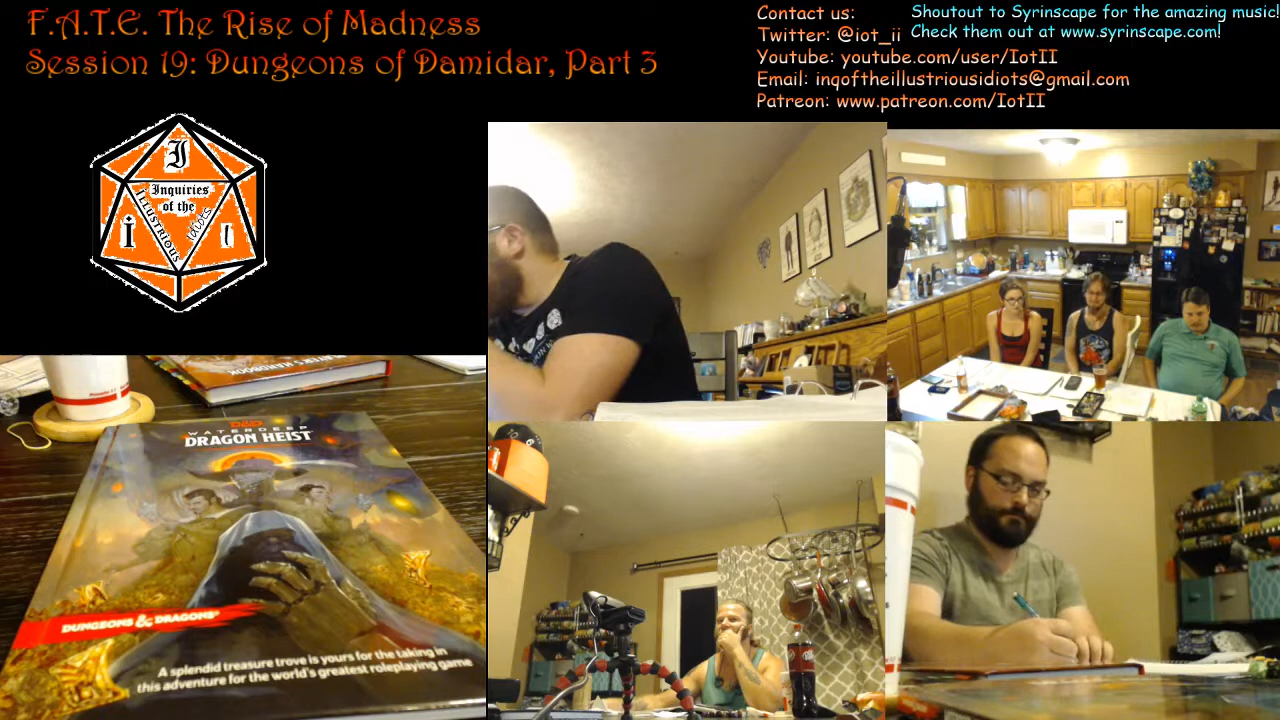 F.A.T.E. The Rise of Madness
Session 19: Dungeons of Damidar, Part 3
Contact us:
Twitter: @iot_ii
Youtube: youtube.com/user/IotII
Email: inqoftheillustriousidiots@gmail.com
Patreon: www.patreon.com/IotII
Shoutout to Syrinscape for the amazing music!
Check them out at www.syrinscape.com!
I
Inquiries
of the
Illustrious
Idiots
i
I
HANDBOOK
D&D
WATERDEEP
DRAGON HEIST
DUNGEONS & DRAGONS®
A splendid treasure trove is yours for the taking in
this adventure for the world's greatest roleplaying game